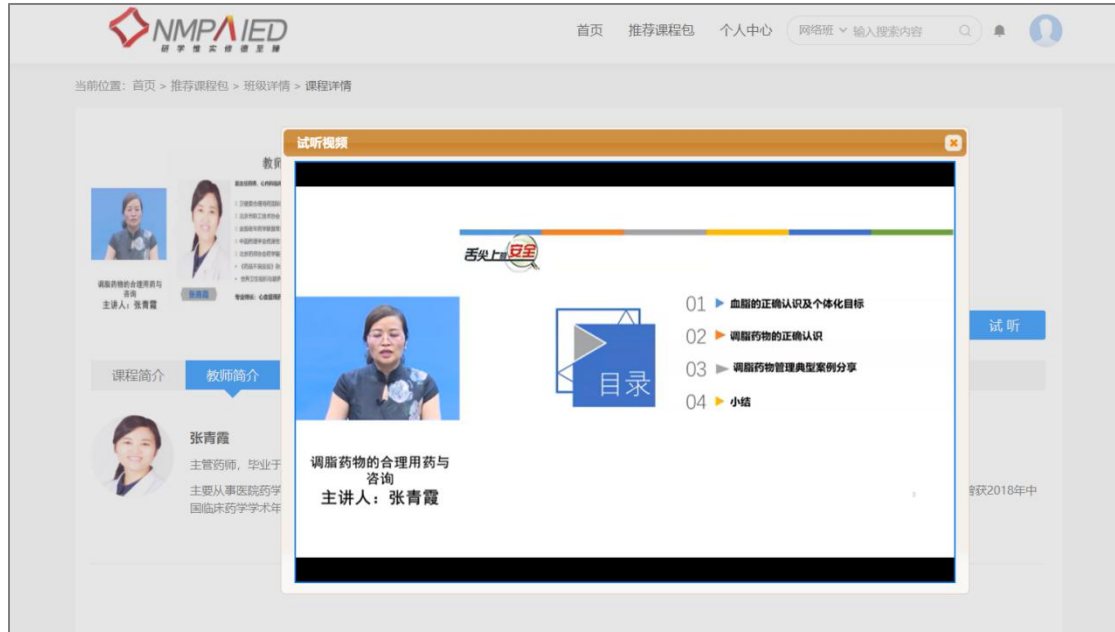 NMPAIED
研学惟实 修德至臻
首页 推荐课程包 个人中心 网络班 输入搜索内容
当前位置：首页 > 推荐课程包 > 班级详情 > 课程详情
试听视频
教师
舌尖上的安全
调脂药物的合理用药与
咨询
主讲人：张青霞
张青霞
01 血脂的正确认识及个体化目标
02 调脂药物的正确认识
03 调脂药物管理典型案例分享
04 小结
目录
调脂药物的合理用药与
咨询
主讲人：张青霞
试听
课程简介 教师简介
张青霞
主管药师，毕业于
主要从事医院药学
曾获2018年中
国临床药学学术年